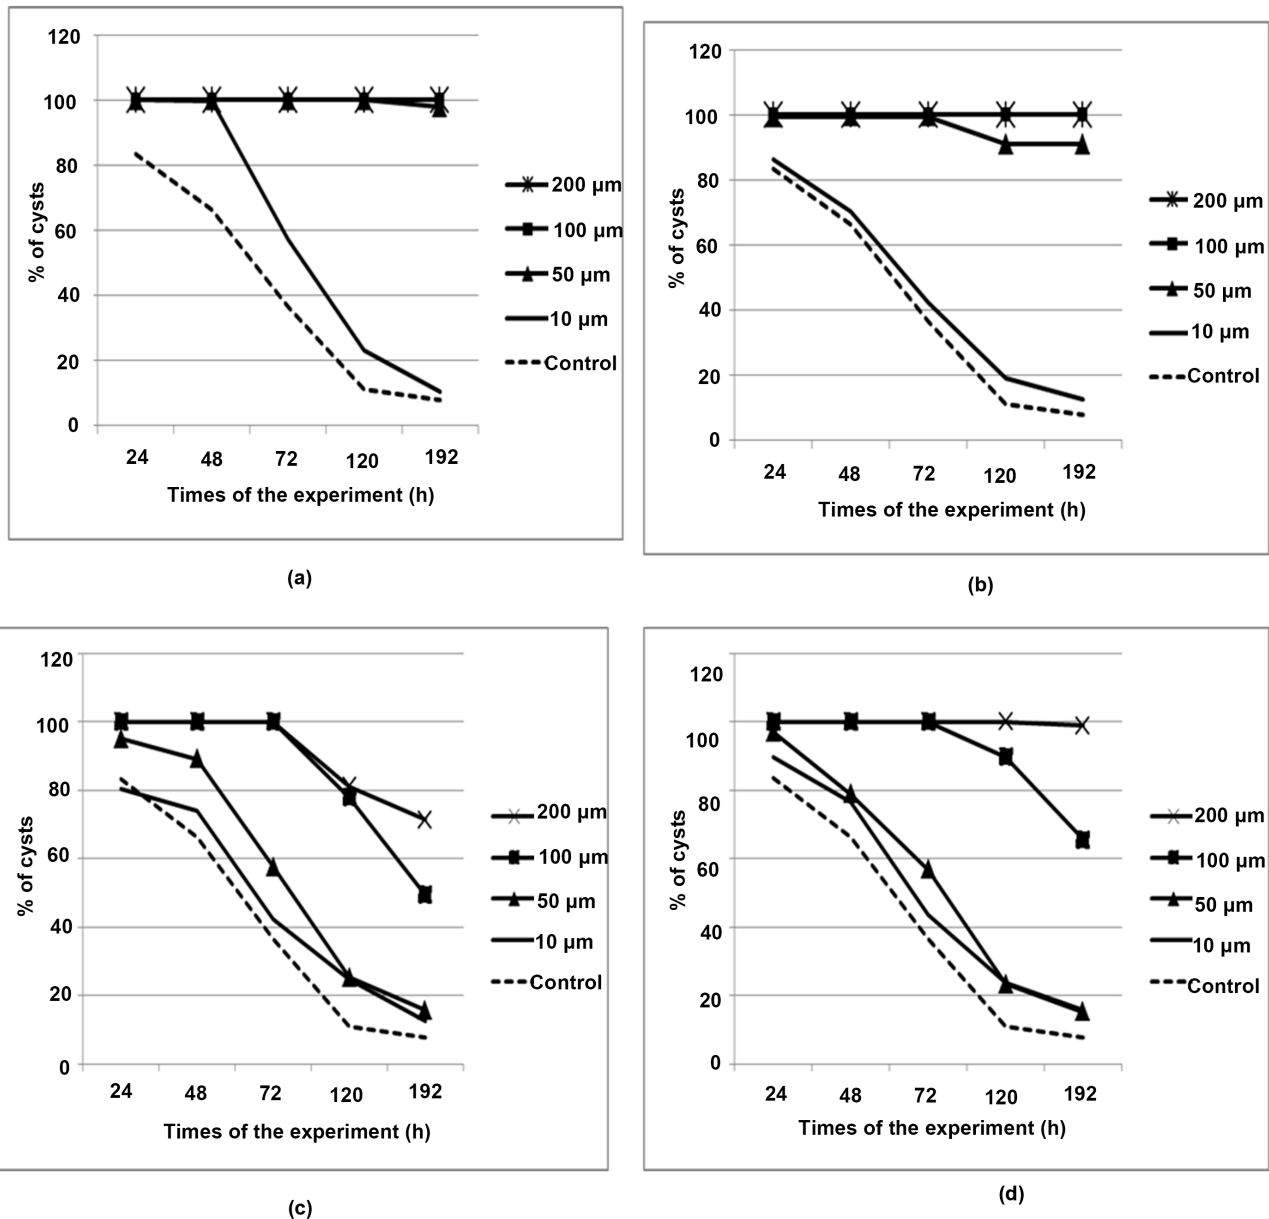 120
100
80
60
40
20
0
% of cysts
24 48 72 120 192
Times of the experiment (h)
200 µm
100 µm
50 µm
10 µm
Control
(a)
120
100
80
60
40
20
0
% of cysts
24 48 72 120 192
Times of the experiment (h)
200 µm
100 µm
50 µm
10 µm
Control
(b)
120
100
80
60
40
20
0
% of cysts
24 48 72 120 192
Times of the experiment (h)
200 µm
100 µm
50 µm
10 µm
Control
(c)
120
100
80
60
40
20
0
% of cysts
24 48 72 120 192
Times of the experiment (h)
200 µm
100 µm
50 µm
10 µm
Control
(d)